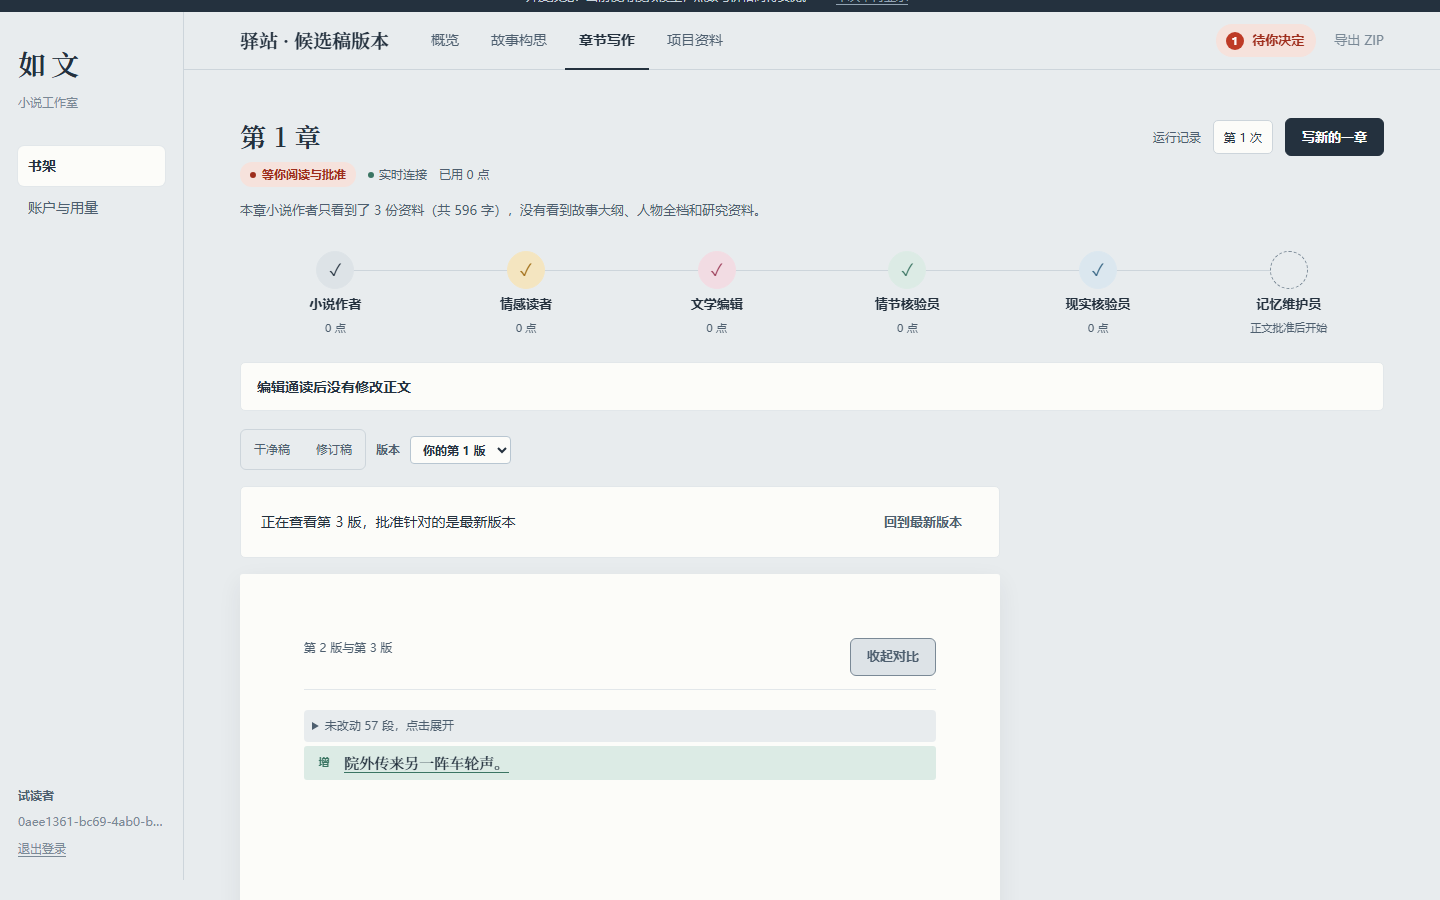 如文
小说工作室
书架
账户与用量
试读者
0aee1361-bc69-4ab0-b...
退出登录
驿站 · 候选稿版本
概览
故事构思
章节写作
项目资料
1 待你决定
导出 ZIP
第 1 章
运行记录
第 1 次
写新的一章
等你阅读与批准
实时连接
已用 0 点
本章小说作者只看到了 3 份资料（共 596 字），没有看到故事大纲、人物全档和研究资料。
小说作者
0 点
情感读者
0 点
文学编辑
0 点
情节核验员
0 点
现实核验员
0 点
记忆维护员
正文批准后开始
编辑通读后没有修改正文
干净稿
修订稿
版本
你的第 1 版
正在查看第 3 版，批准针对的是最新版本
回到最新版本
第 2 版与第 3 版
收起对比
未改动 57 段，点击展开
增 院外传来另一阵车轮声。